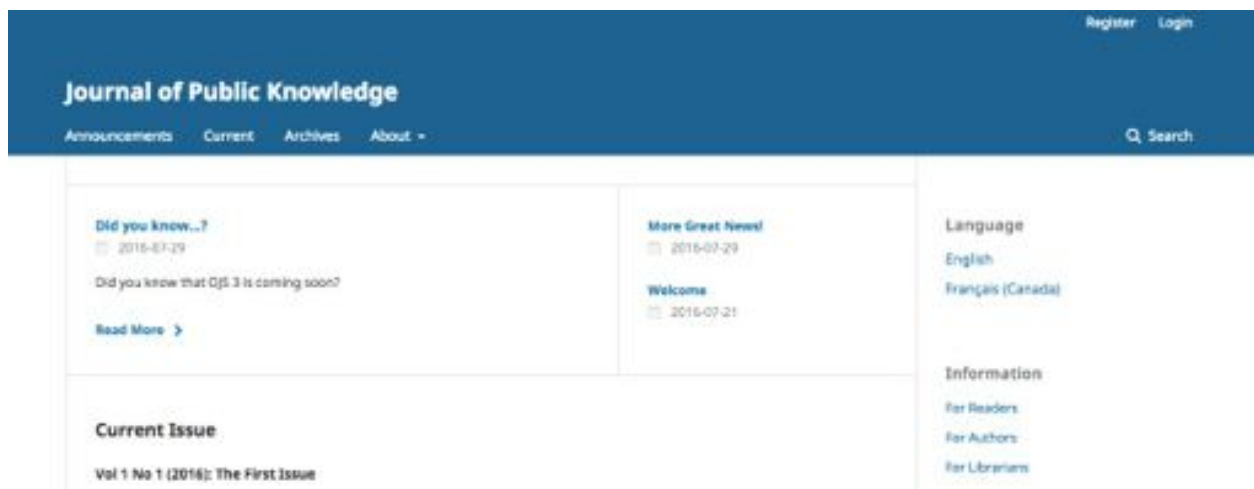 Register Login
Journal of Public Knowledge
Announcements Current Archives About
Search
Did you know...?
2016-07-29
Did you know that OJS 3 is coming soon?
Read More
More Great News!
2016-07-29
Welcome
2016-07-21
Current Issue
Vol 1 No 1 (2016): The First Issue
Language
English
Français (Canada)
Information
For Readers
For Authors
For Librarians